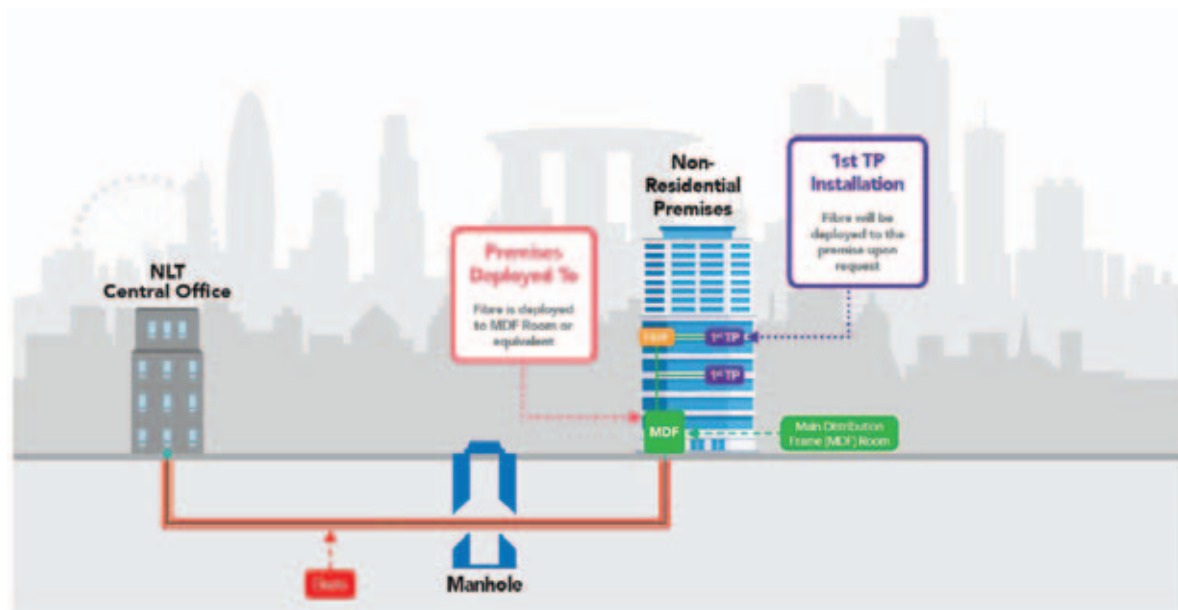 Non-
Residential
Premises
1st TP
Installation
Fibre will be
deployed to the
premise upon
request
Premises
Deployed To
Fibre is deployed
to MDF Room or
equivalent
NLT
Central Office
1st TP
1st TP
MDF
Main Distribution
Frame (MDF) Room
Manhole